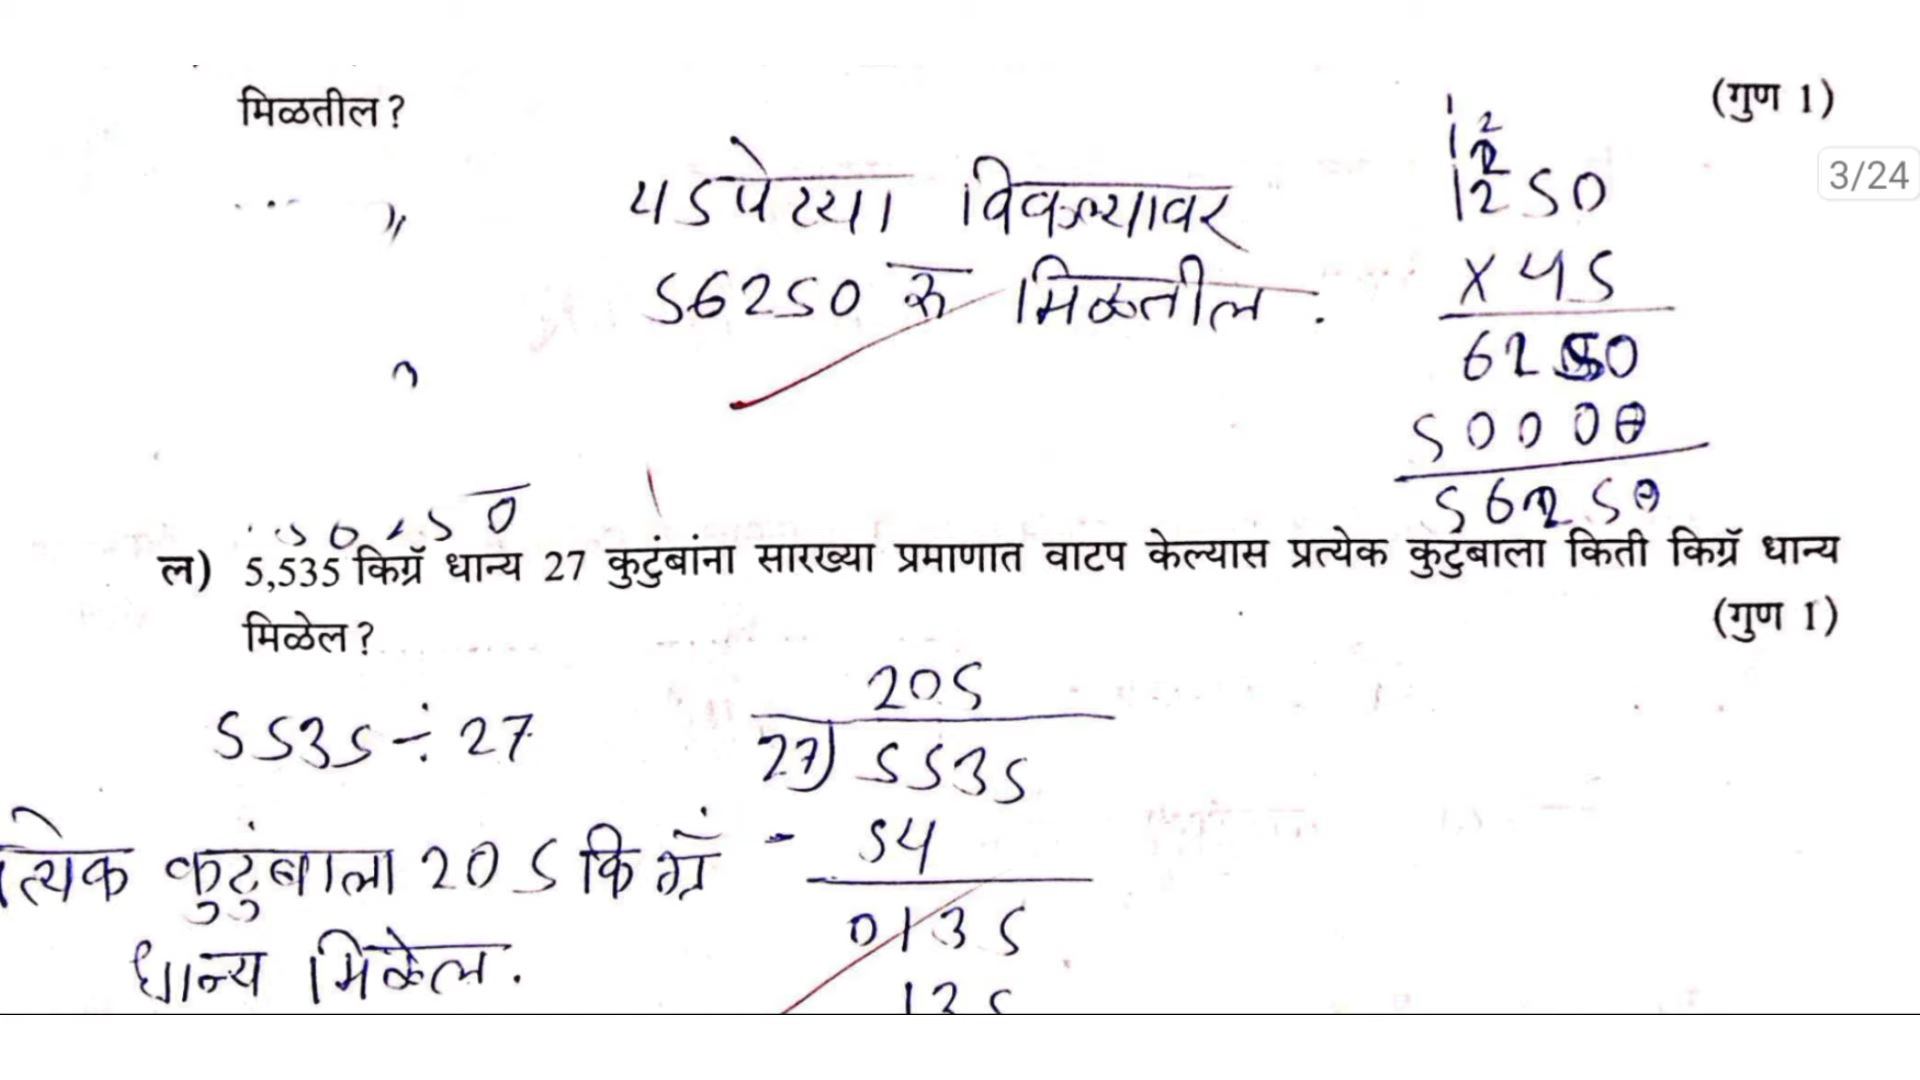 मिळतील ? (गुण 1)
3/24
45 पेट्या विकल्यावर
56250 रु मिळतील .
1250
x 45
6250
50000
56250
ल) 5,535 किग्रॅ धान्य 27 कुटुंबांना सारख्या प्रमाणात वाटप केल्यास प्रत्येक कुटुंबाला किती किग्रॅ धान्य
मिळेल ? (गुण 1)
5535 ÷ 27
205
27) 5535
- 54
0135
135
त्येक कुटुंबाला 205 किग्रॅ
धान्य मिळेल .